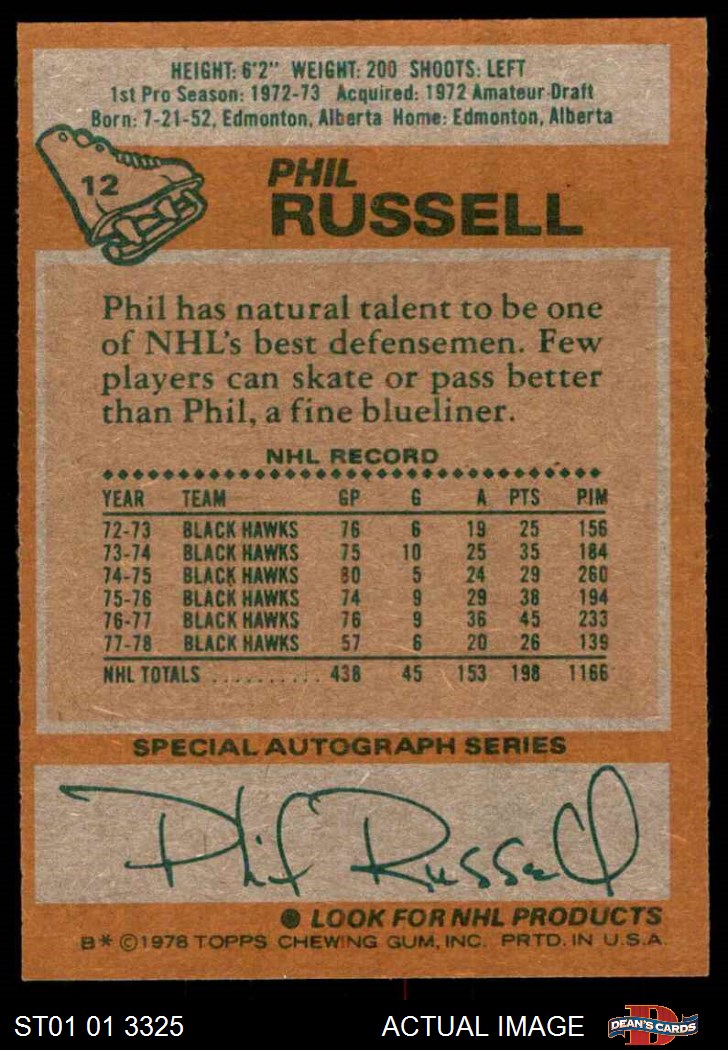 HEIGHT: 6'2" WEIGHT: 200 SHOOTS: LEFT
1st Pro Season: 1972-73 Acquired: 1972 Amateur Draft
Born: 7-21-52, Edmonton, Alberta Home: Edmonton, Alberta
12
PHIL
RUSSELL
Phil has natural talent to be one
of NHL's best defensemen. Few
players can skate or pass better
than Phil, a fine blueliner.
NHL RECORD
YEAR TEAM GP G A PTS PIM
72-73 BLACK HAWKS 76 6 19 25 156
73-74 BLACK HAWKS 75 10 25 35 184
74-75 BLACK HAWKS 80 5 24 29 260
75-76 BLACK HAWKS 74 9 29 38 194
76-77 BLACK HAWKS 76 9 36 45 233
77-78 BLACK HAWKS 57 6 20 26 139
NHL TOTALS .......... 438 45 153 198 1166
SPECIAL AUTOGRAPH SERIES
Phil Russell
● LOOK FOR NHL PRODUCTS
B* ©1978 TOPPS CHEWING GUM, INC. PRTD. IN U.S.A.
ST01 01 3325 ACTUAL IMAGE D DEAN'S CARDS